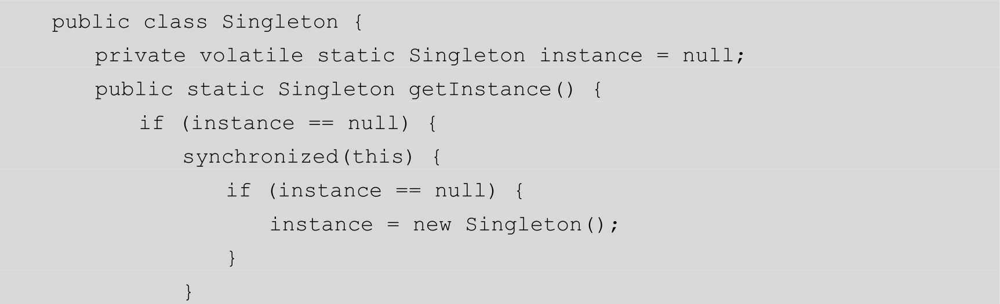 public class Singleton {
private volatile static Singleton instance = null;
public static Singleton getInstance() {
if (instance == null) {
synchronized(this) {
if (instance == null) {
instance = new Singleton();
}
}